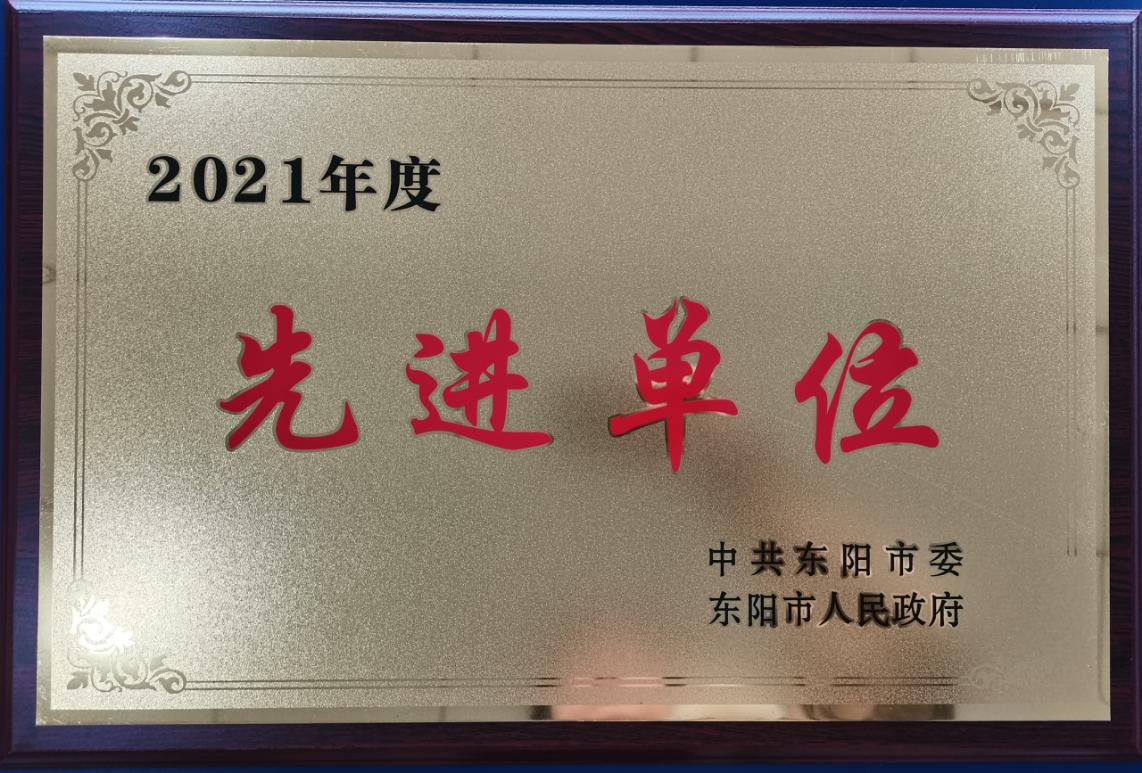 2021年度
先进单位
中共东阳市委
东阳市人民政府